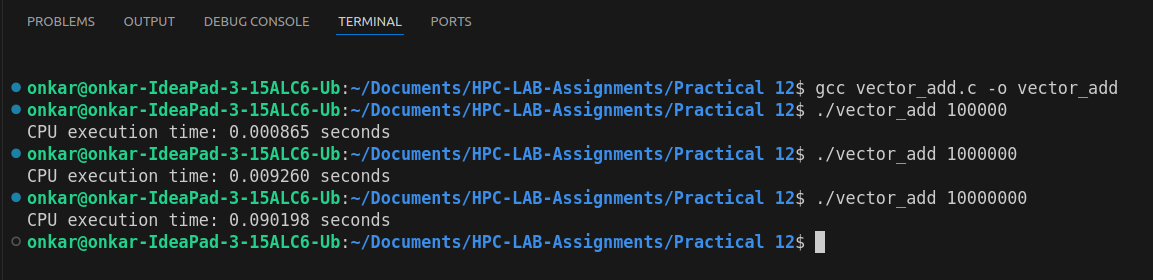 PROBLEMS OUTPUT DEBUG CONSOLE TERMINAL PORTS
onkar@onkar-IdeaPad-3-15ALC6-Ub:~/Documents/HPC-LAB-Assignments/Practical 12$ gcc vector_add.c -o vector_add
onkar@onkar-IdeaPad-3-15ALC6-Ub:~/Documents/HPC-LAB-Assignments/Practical 12$ ./vector_add 100000
CPU execution time: 0.000865 seconds
onkar@onkar-IdeaPad-3-15ALC6-Ub:~/Documents/HPC-LAB-Assignments/Practical 12$ ./vector_add 1000000
CPU execution time: 0.009260 seconds
onkar@onkar-IdeaPad-3-15ALC6-Ub:~/Documents/HPC-LAB-Assignments/Practical 12$ ./vector_add 10000000
CPU execution time: 0.090198 seconds
onkar@onkar-IdeaPad-3-15ALC6-Ub:~/Documents/HPC-LAB-Assignments/Practical 12$